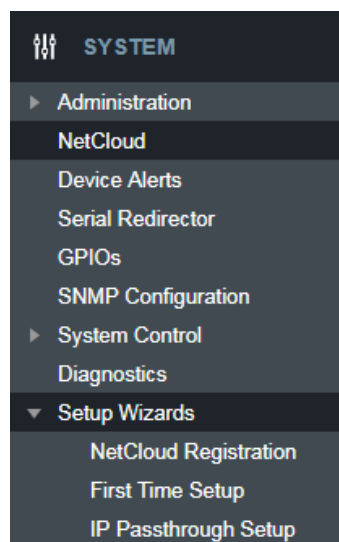 SYSTEM
Administration
NetCloud
Device Alerts
Serial Redirector
GPIOs
SNMP Configuration
System Control
Diagnostics
Setup Wizards
NetCloud Registration
First Time Setup
IP Passthrough Setup